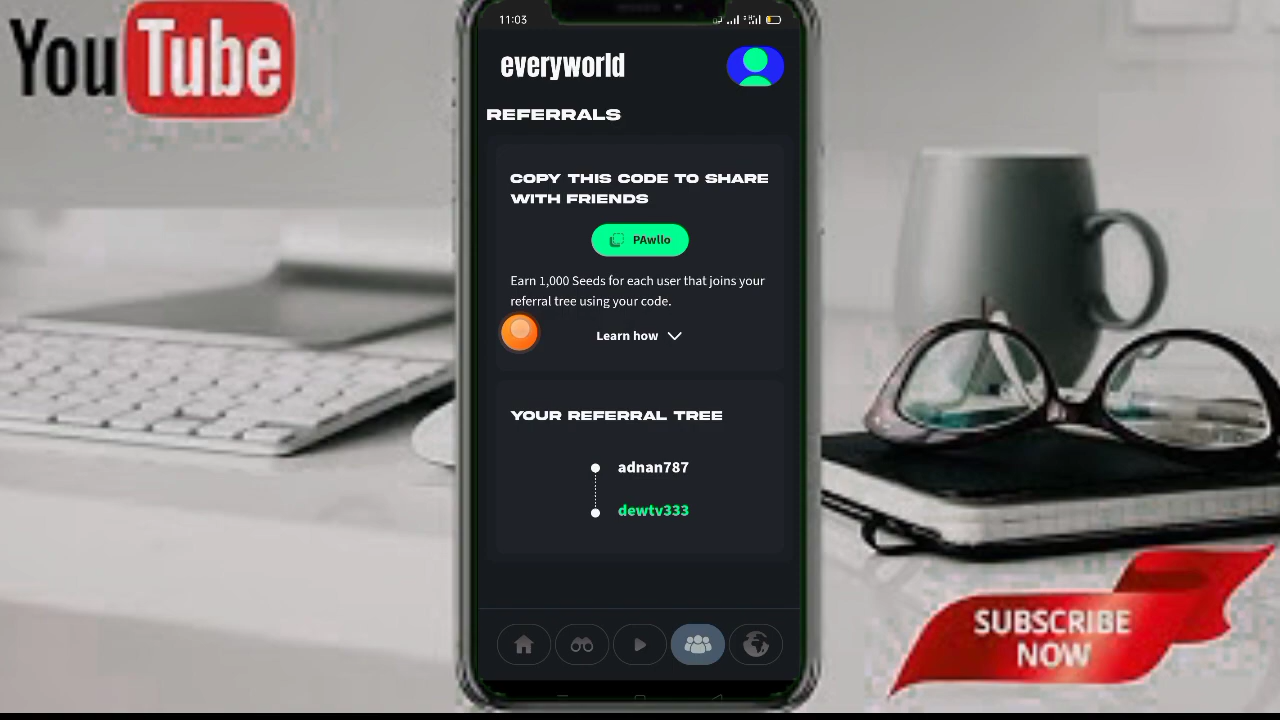 YouTube
11:03
everyworld
REFERRALS
COPY THIS CODE TO SHARE
WITH FRIENDS
PAwllo
Earn 1,000 Seeds for each user that joins your
referral tree using your code.
Learn how
YOUR REFERRAL TREE
adnan787
dewtv333
SUBSCRIBE
NOW